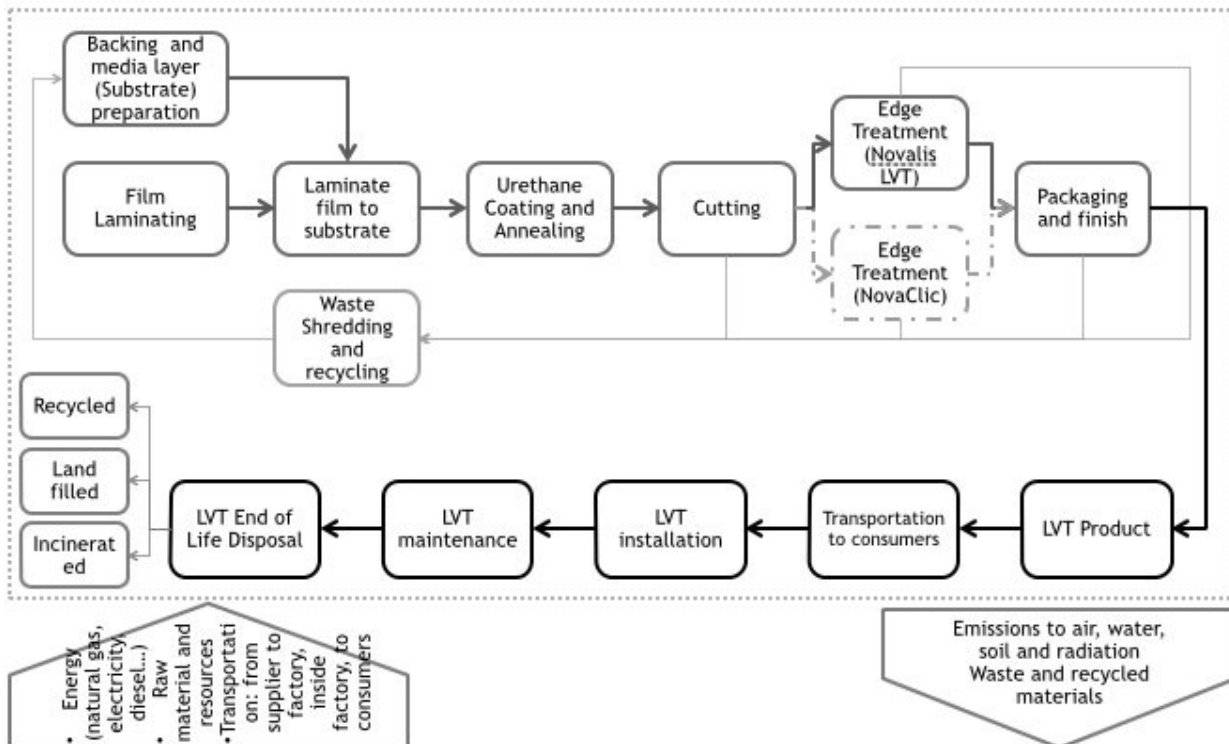 Backing and
media layer
(Substrate)
preparation
Film
Laminating
Laminate
film to
substrate
Urethane
Coating and
Annealing
Cutting
Edge
Treatment
(Novalis
LVT)
Edge
Treatment
(NovaClic)
Packaging
and finish
Waste
Shredding
and
recycling
Recycled
Land
filled
Incinerat
ed
LVT End of
Life Disposal
LVT
maintenance
LVT
installation
Transportation
to consumers
LVT Product
• Energy
(natural gas,
electricity,
diesel...)
• Raw
material and
resources
•Transportati
on: from
supplier to
factory,
inside
factory, to
consumers
Emissions to air, water,
soil and radiation
Waste and recycled
materials